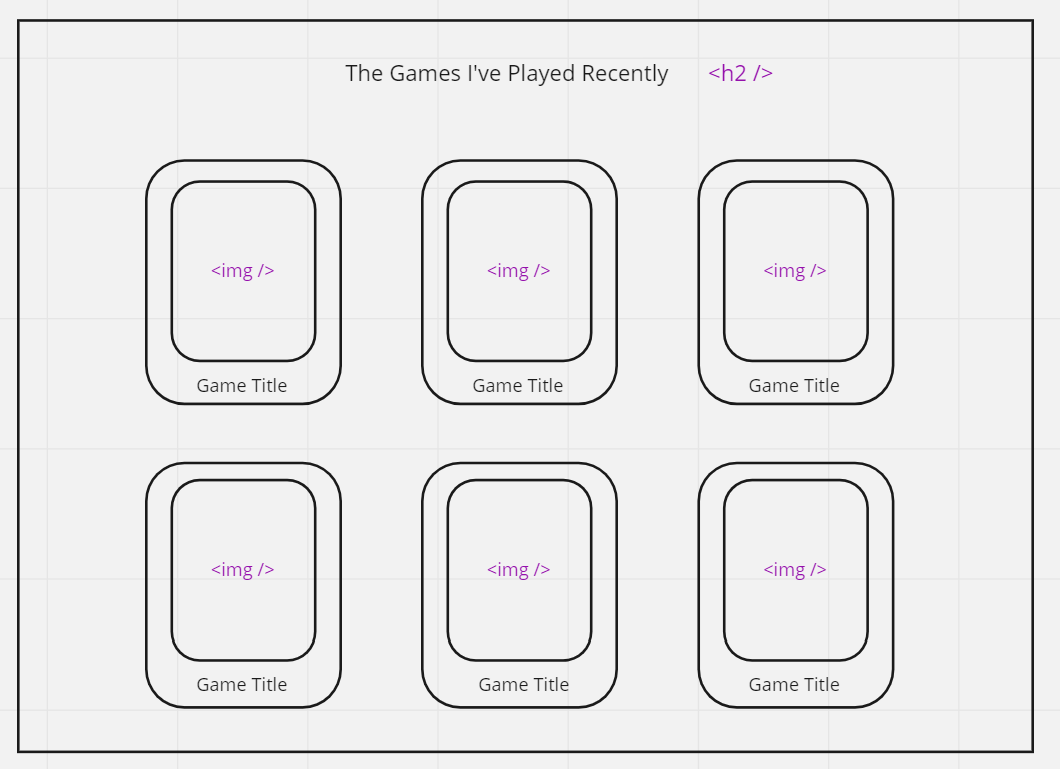 The Games I've Played Recently <h2 />
<img /> <img /> <img />
Game Title Game Title Game Title
<img /> <img /> <img />
Game Title Game Title Game Title